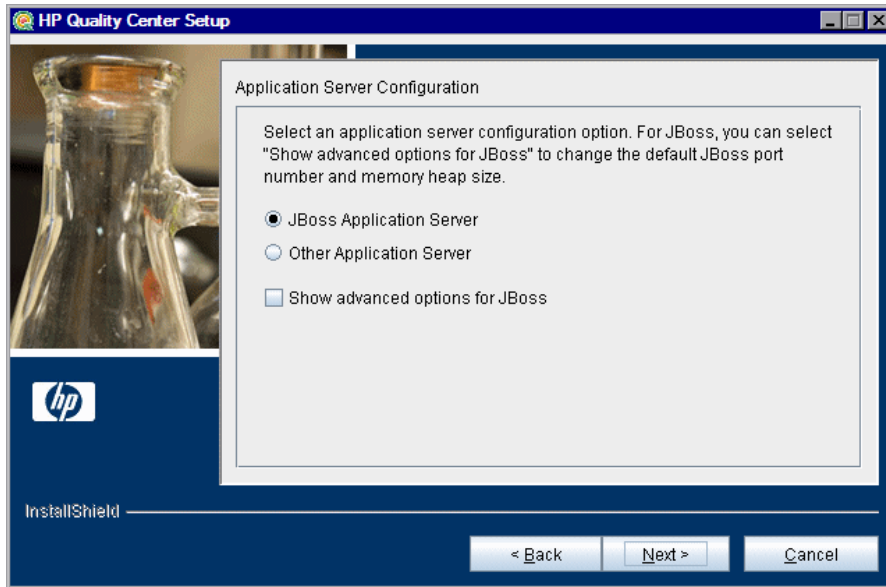 HP Quality Center Setup
Application Server Configuration
Select an application server configuration option. For JBoss, you can select
"Show advanced options for JBoss" to change the default JBoss port
number and memory heap size.
JBoss Application Server
Other Application Server
Show advanced options for JBoss
hp
InstallShield
< Back
Next >
Cancel